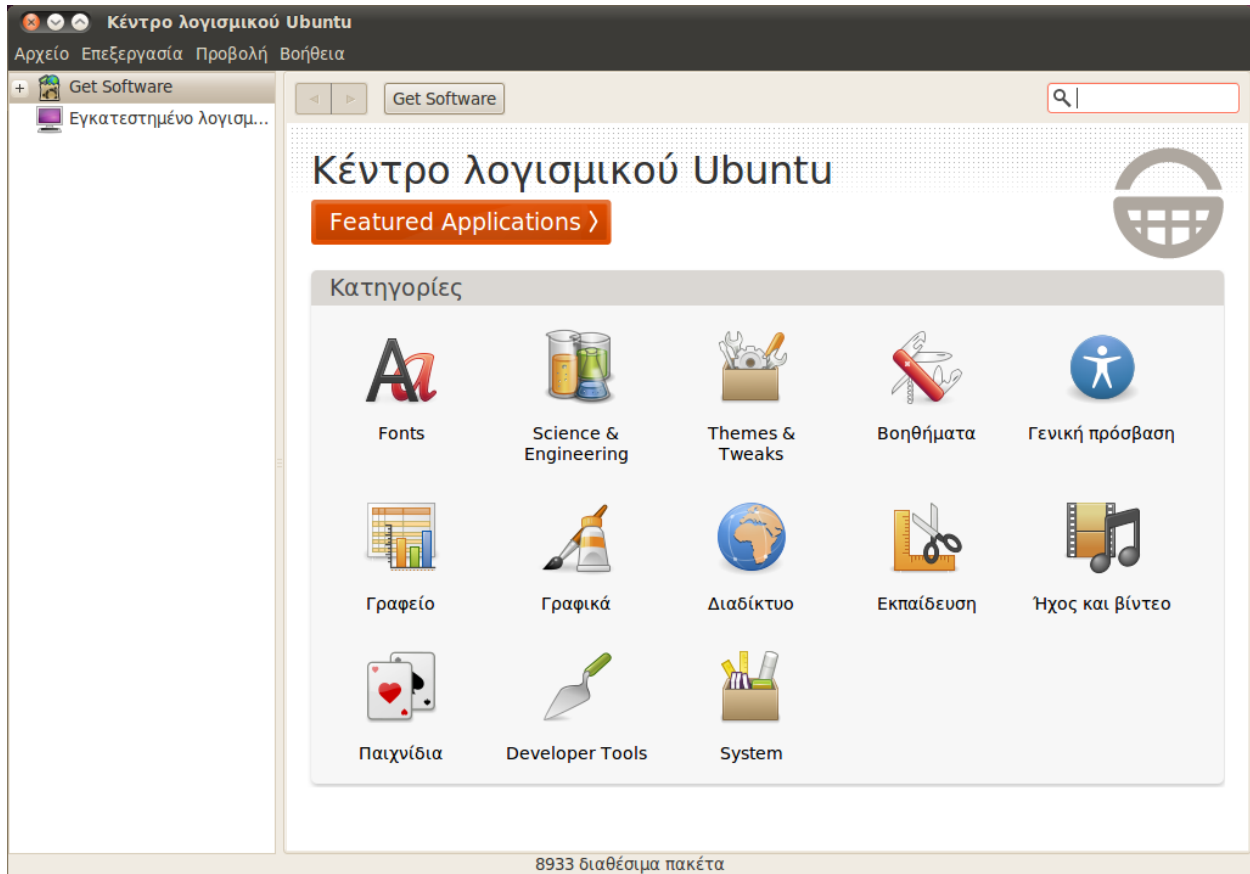 Κέντρο λογισμικού Ubuntu
Αρχείο Επεξεργασία Προβολή Βοήθεια
Get Software
Εγκατεστημένο λογισμ...
Get Software
Κέντρο λογισμικού Ubuntu
Featured Applications
Κατηγορίες
Fonts
Science &
Engineering
Themes &
Tweaks
Βοηθήματα
Γενική πρόσβαση
Γραφείο
Γραφικά
Διαδίκτυο
Εκπαίδευση
Ήχος και βίντεο
Παιχνίδια
Developer Tools
System
8933 διαθέσιμα πακέτα